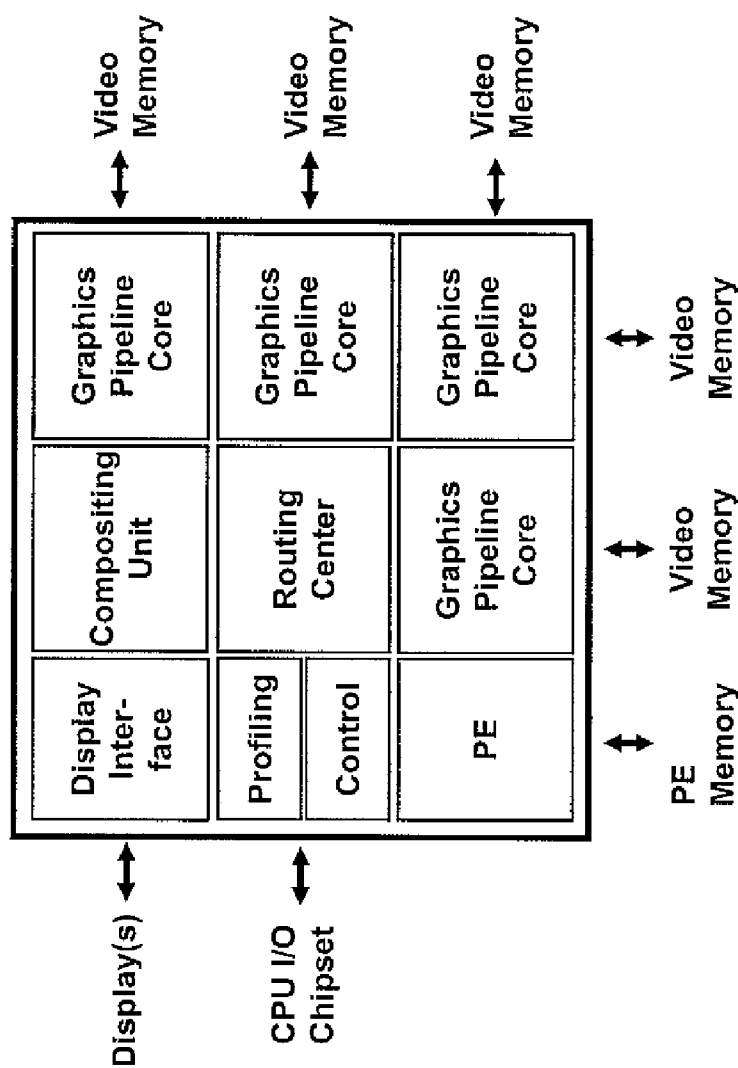 Display(s)
Display
Inter-
face
Compositing
Unit
Graphics
Pipeline
Core
Video
Memory
CPU I/O
Chipset
Profiling
Control
Routing
Center
Graphics
Pipeline
Core
Video
Memory
PE
Graphics
Pipeline
Core
Graphics
Pipeline
Core
Video
Memory
PE
Memory
Video
Memory
Video
Memory